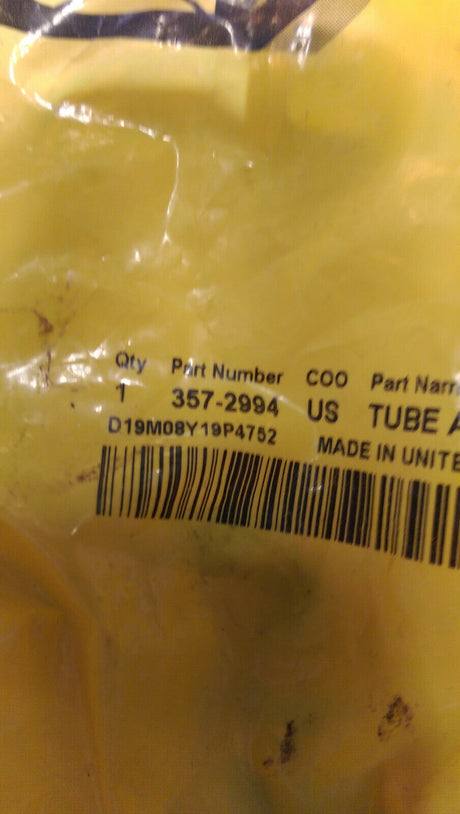 Qty Part Number COO Part Nam
1 357-2994 US TUBE A
D19M08Y19P4752 MADE IN UNITE